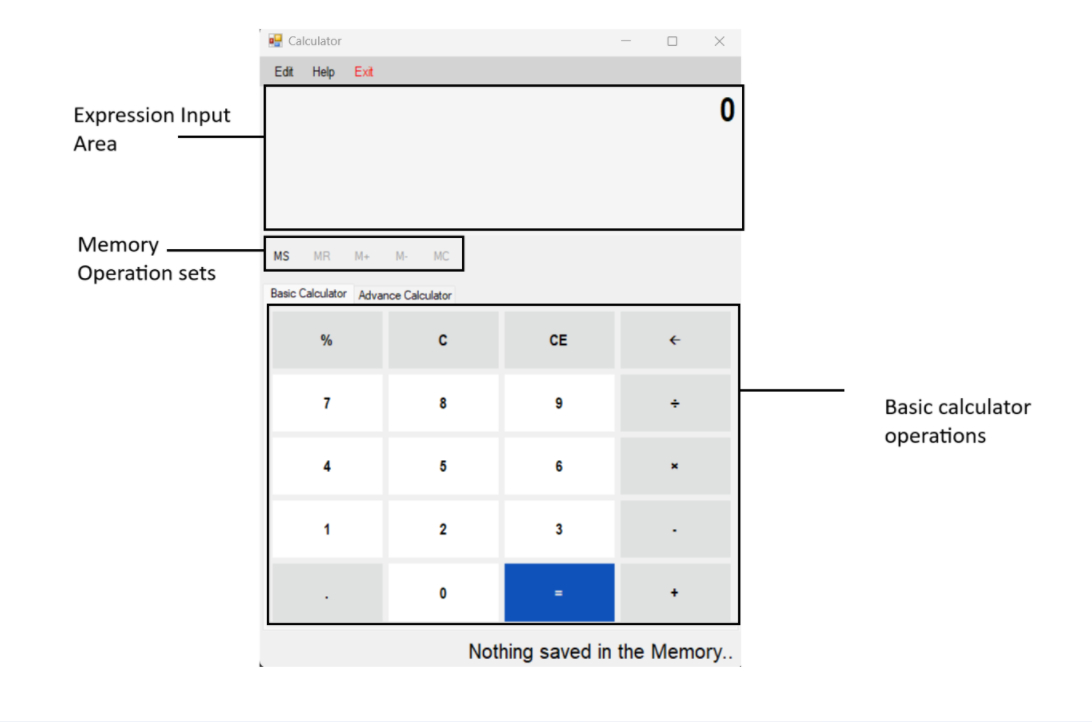 Calculator
Edit Help Exit
Expression Input
Area
0
Memory
Operation sets
MS MR M+ M- MC
Basic Calculator Advance Calculator
% C CE ←
7 8 9 ÷
Basic calculator
operations
4 5 6 ×
1 2 3 -
. 0 = +
Nothing saved in the Memory..